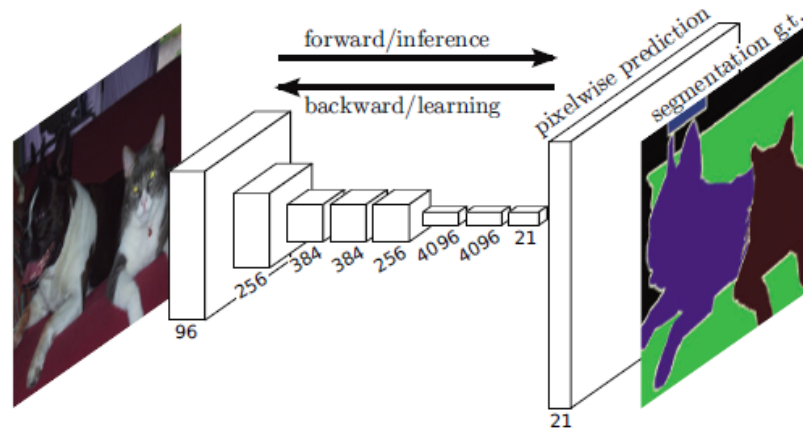 forward/inference
backward/learning
pixelwise prediction
segmentation g.t.
96
256
384
384
256
4096
4096
21
21